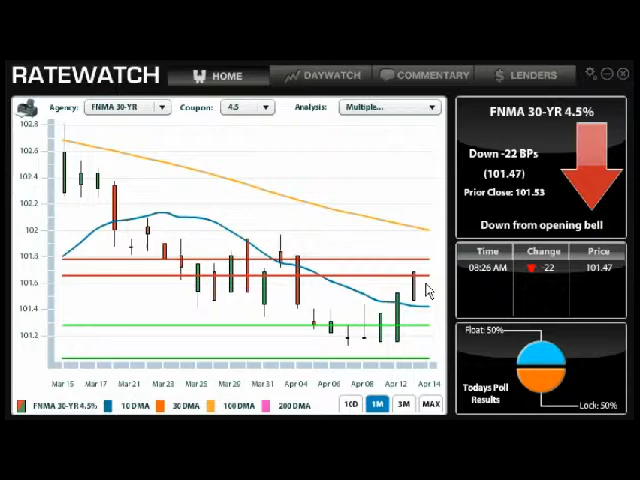 RATEWATCH
HOME
DAYWATCH
COMMENTARY
LENDERS
Agency: FNMA 30-YR Coupon: 4.5 Analysis: Multiple...
102.8
102.6
102.4
102.2
102
101.8
101.6
101.4
101.2
Mar 15 Mar 17 Mar 21 Mar 23 Mar 25 Mar 29 Mar 31 Apr 04 Apr 06 Apr 08 Apr 12 Apr 14
FNMA 30-YR 4.5% 10 DMA 30 DMA 100 DMA 200 DMA 10D 1M 3M MAX
FNMA 30-YR 4.5%
Down -22 BPs
(101.47)
Prior Close: 101.53
Down from opening bell
Time Change Price
08:26 AM -22 101.47
Float: 50%
Todays Poll
Results
Lock: 50%